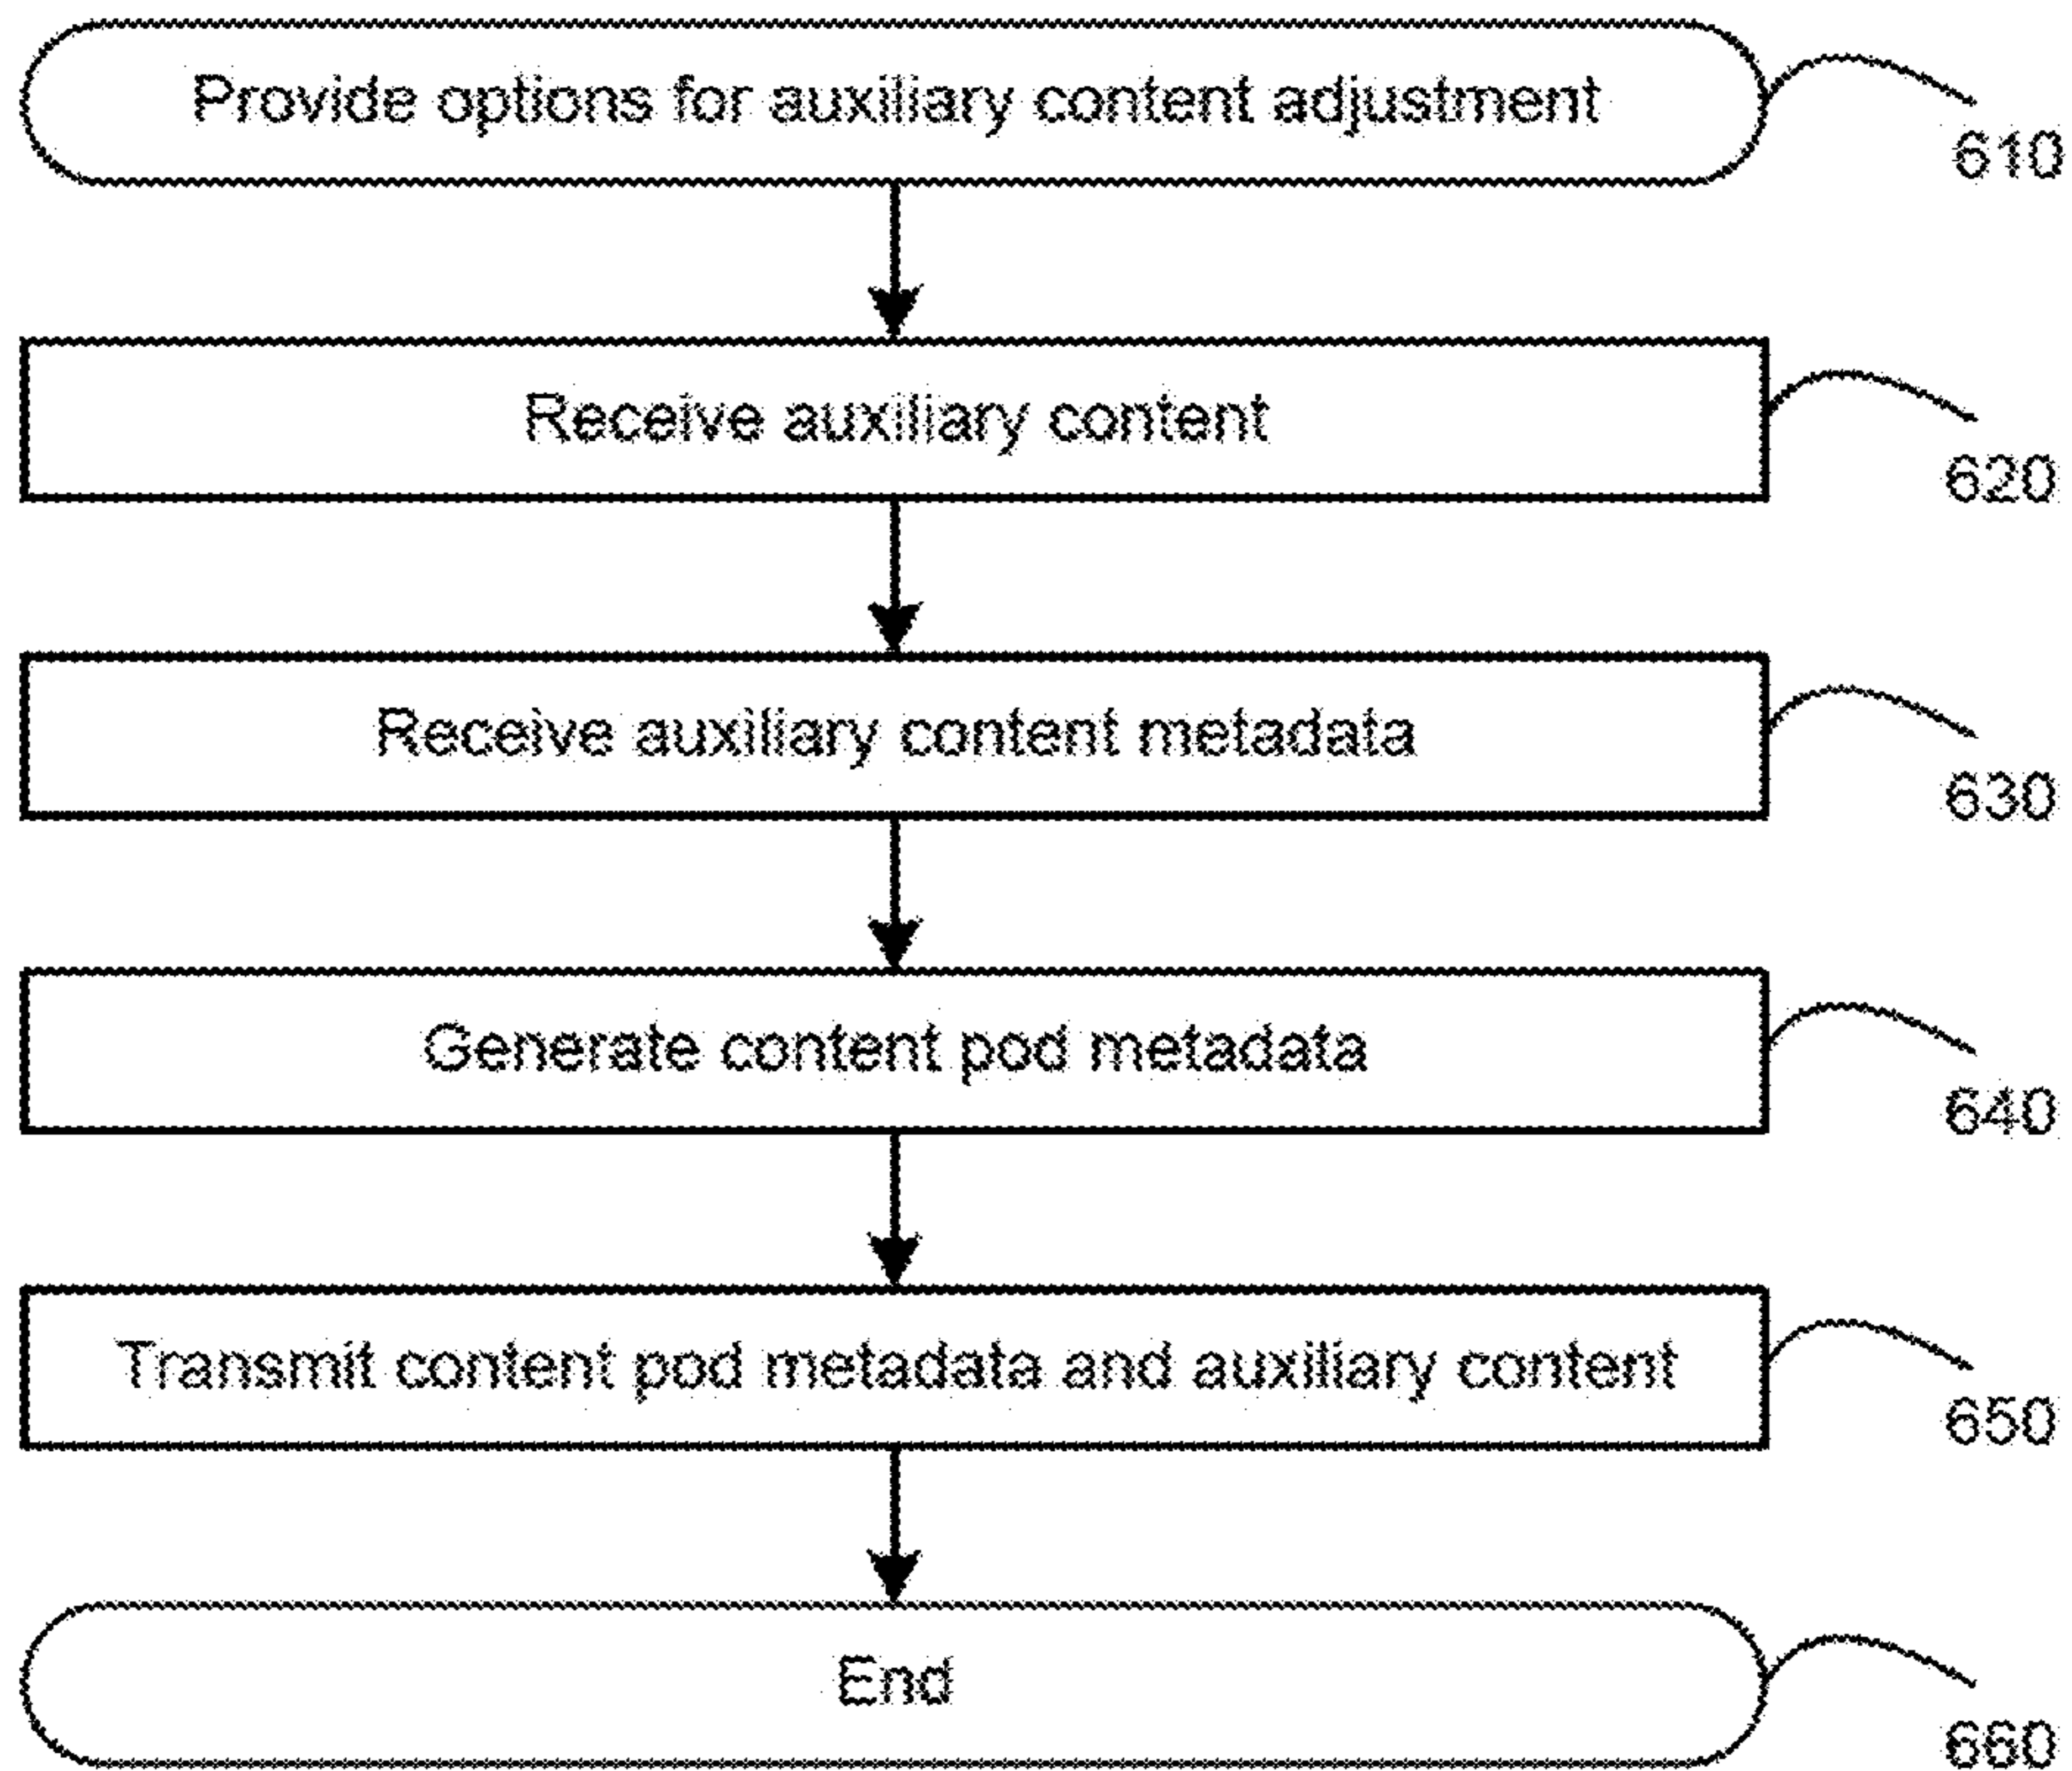 Provide options for auxiliary content adjustment
610
Receive auxiliary content
620
Receive auxiliary content metadata
630
Generate content pod metadata
640
Transmit content pod metadata and auxiliary content
650
End
660